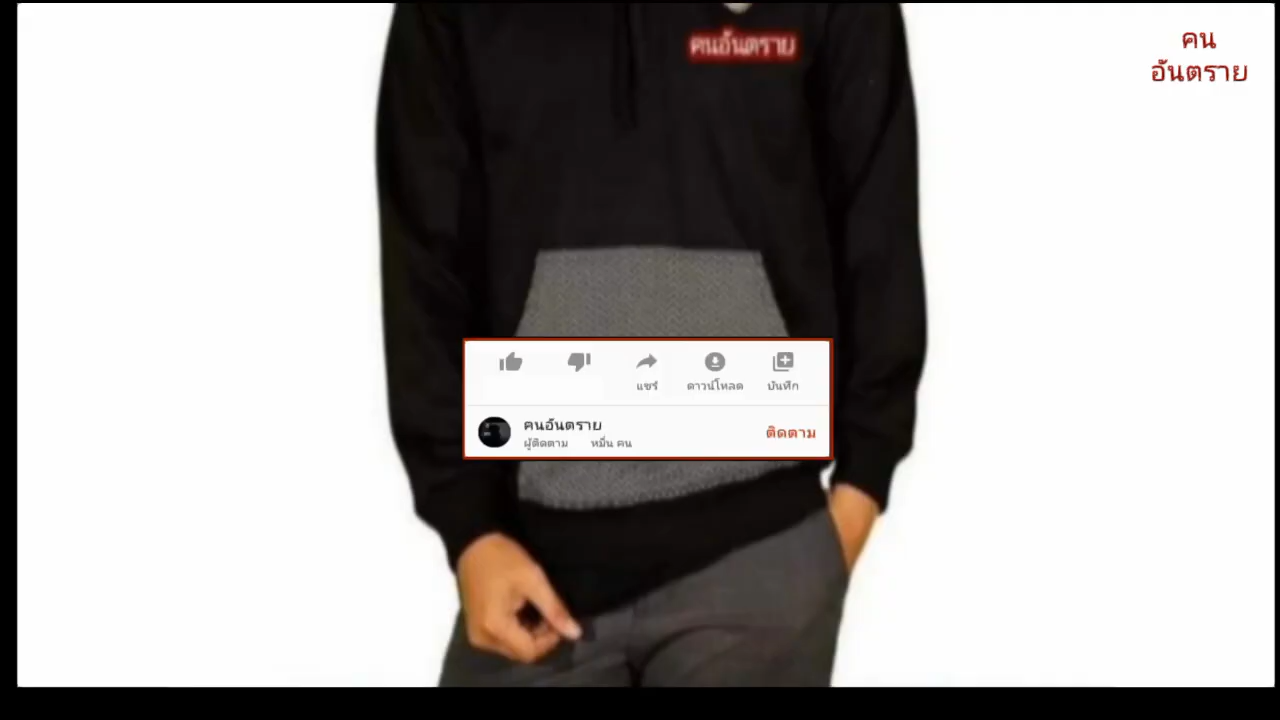 คนอันตราย
คน
อันตราย
แชร์ ดาวน์โหลด บันทึก
คนอันตราย
ผู้ติดตาม หมื่น คน
ติดตาม